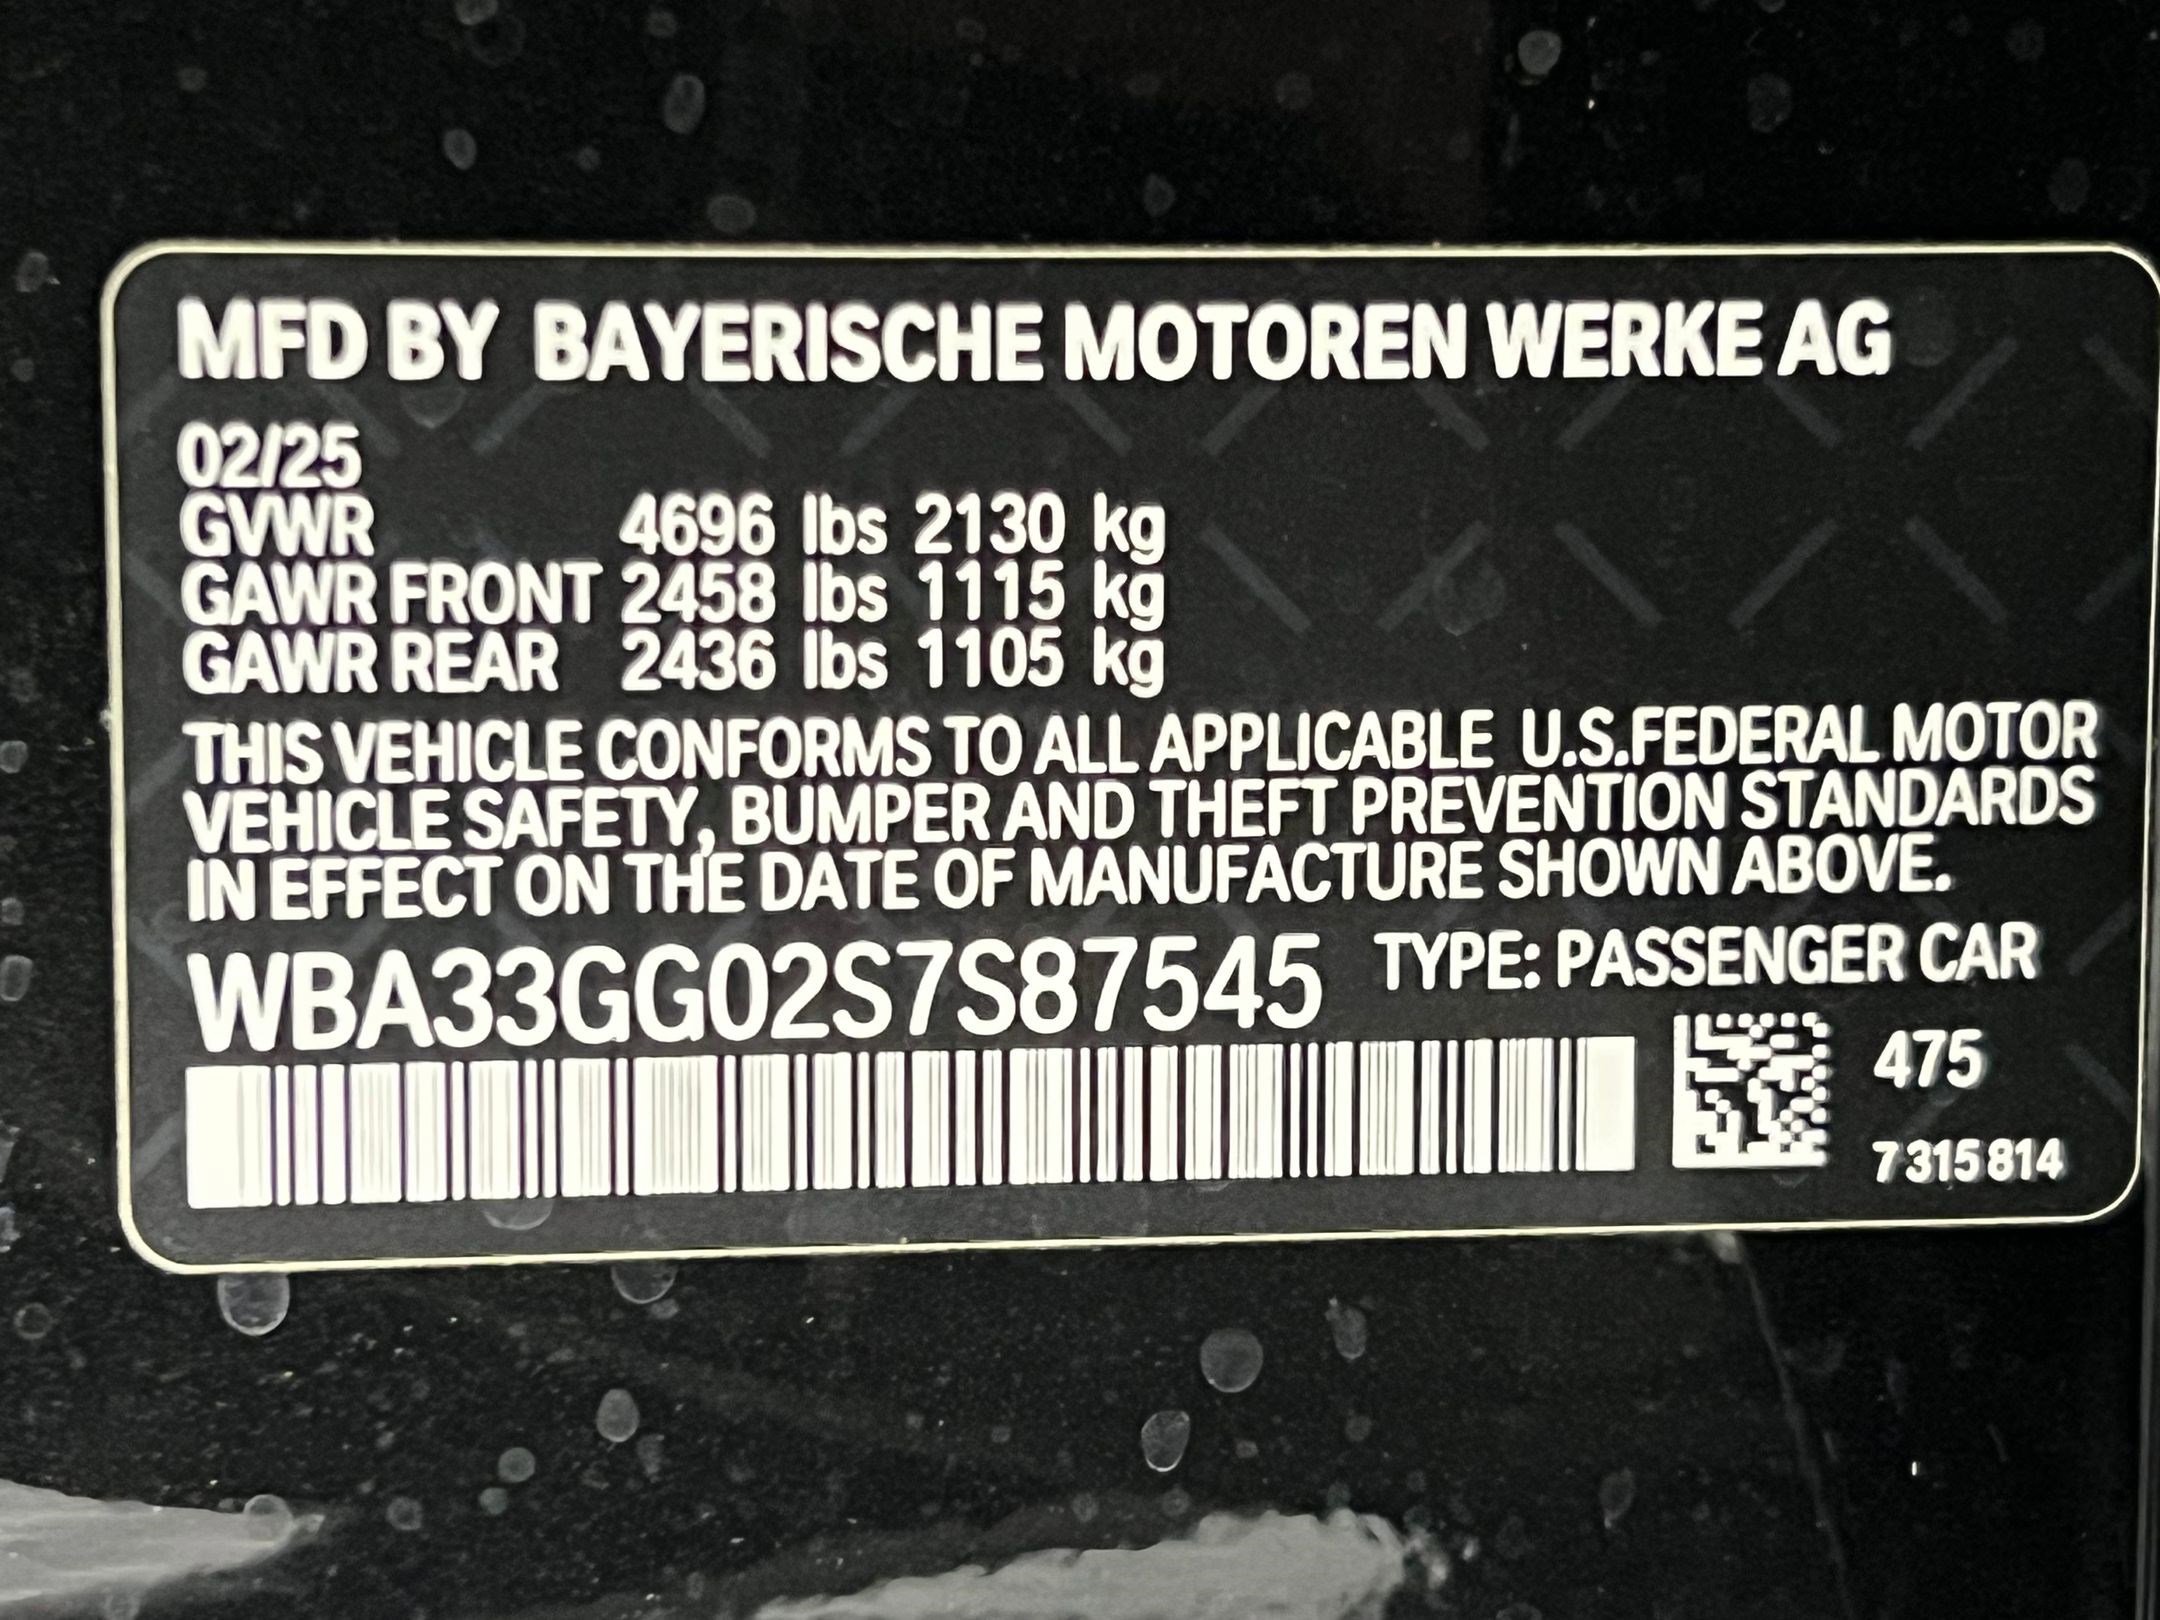 MFD BY BAYERISCHE MOTOREN WERKE AG
02/25
GVWR 4696 lbs 2130 kg
GAWR FRONT 2458 lbs 1115 kg
GAWR REAR 2436 lbs 1105 kg
THIS VEHICLE CONFORMS TO ALL APPLICABLE U.S.FEDERAL MOTOR
VEHICLE SAFETY, BUMPER AND THEFT PREVENTION STANDARDS
IN EFFECT ON THE DATE OF MANUFACTURE SHOWN ABOVE.
WBA33GG02S7S87545 TYPE: PASSENGER CAR
475
7 315 814